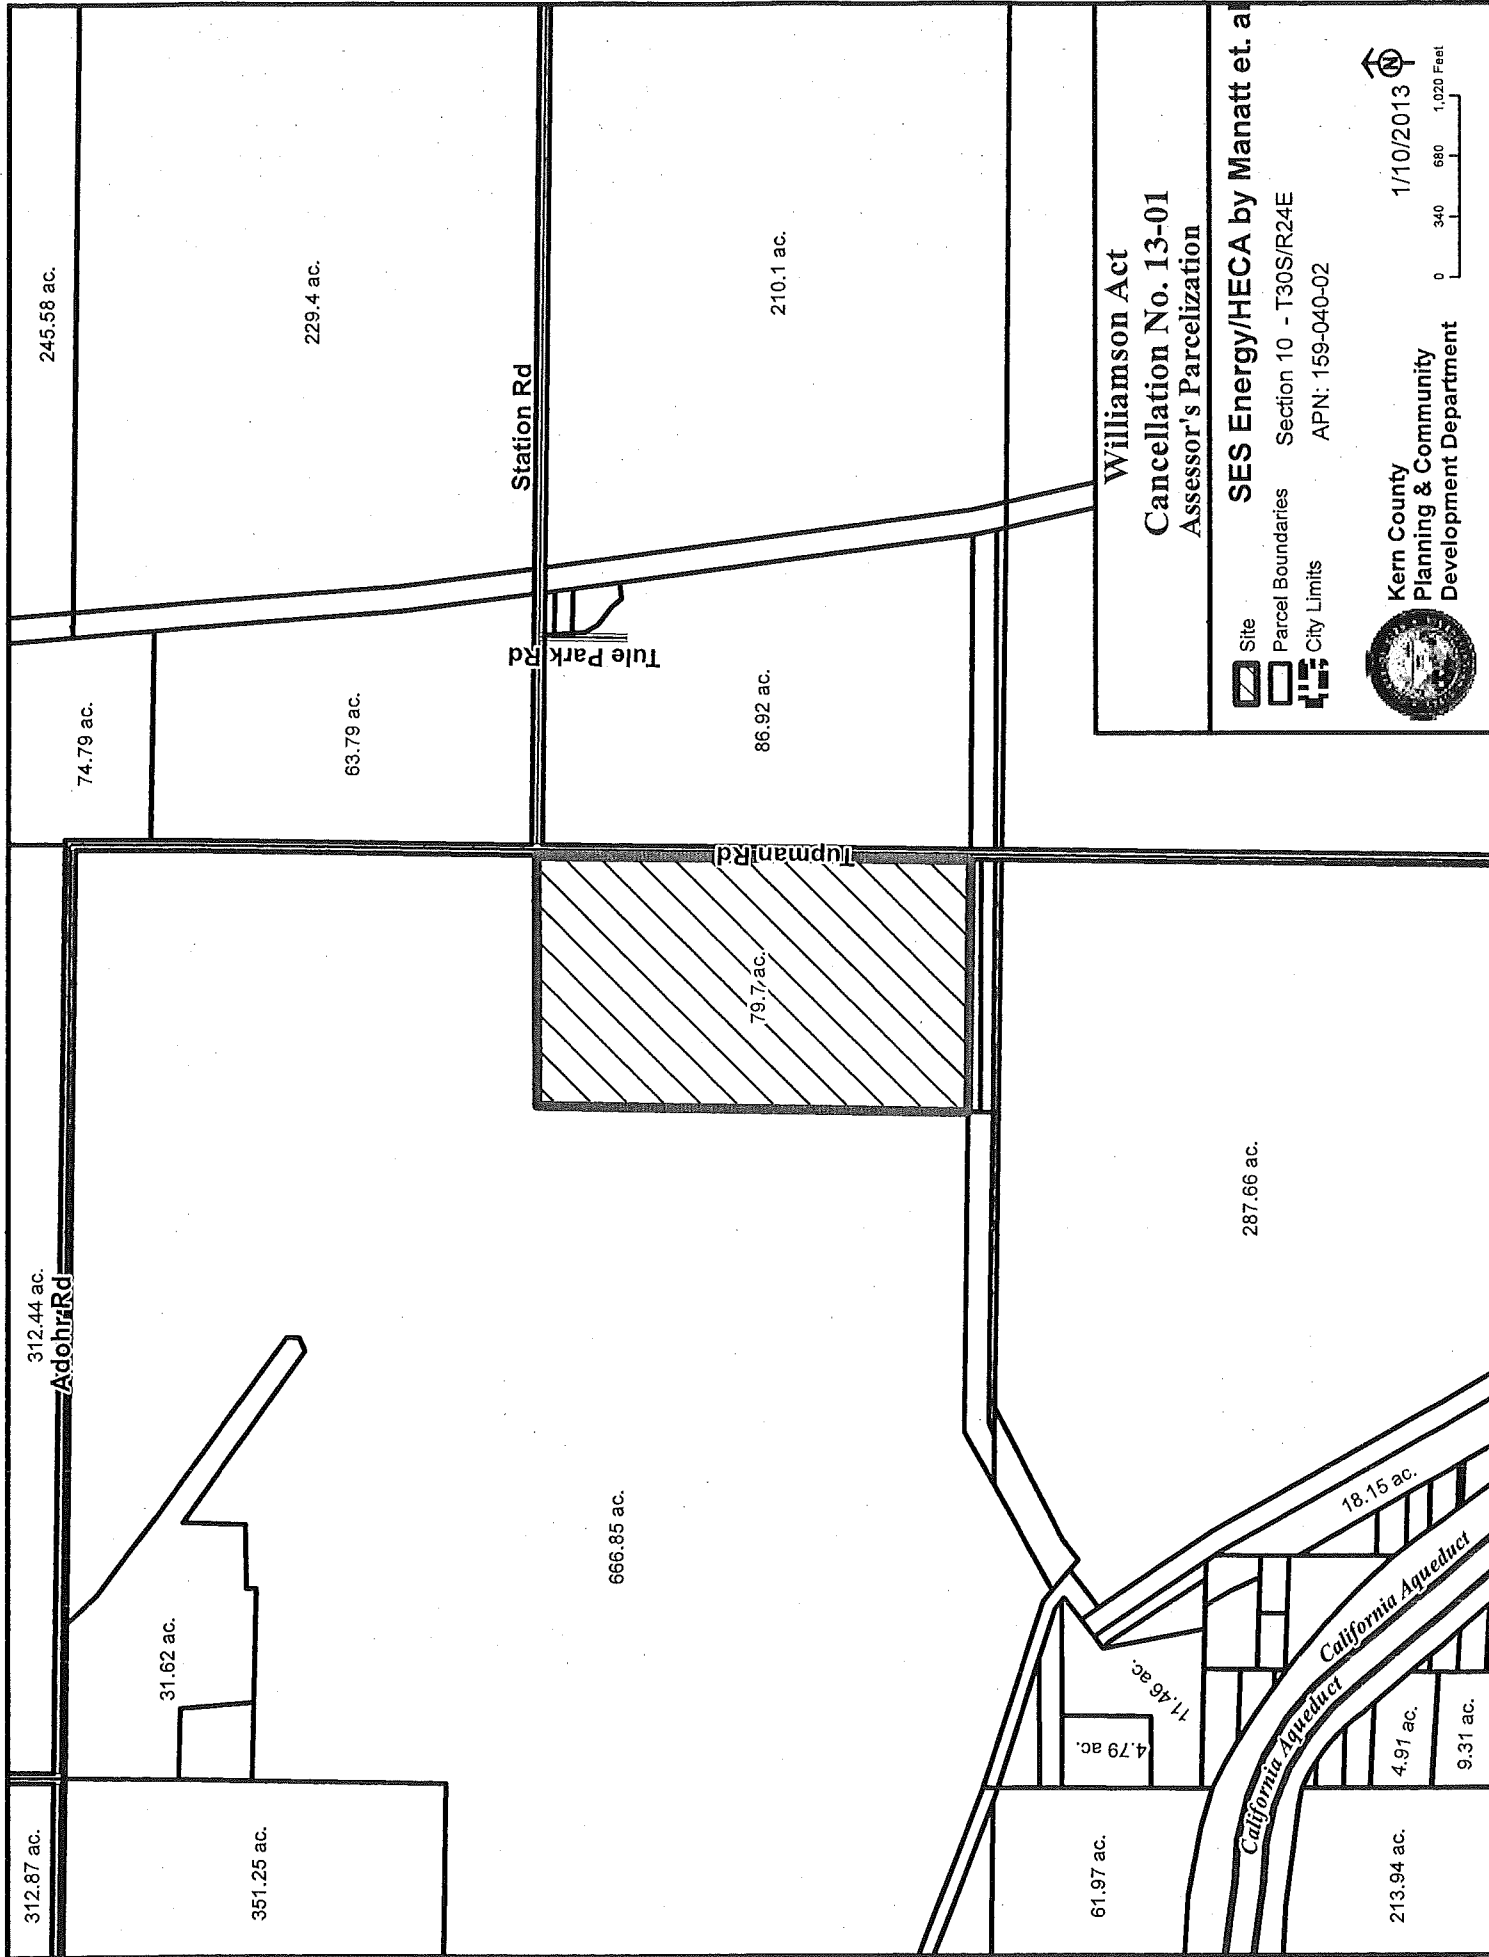 312.87 ac.
312.44 ac.
245.58 ac.
Adohr Rd
74.79 ac.
351.25 ac.
31.62 ac.
63.79 ac.
229.4 ac.
Station Rd
Tule Park Rd
666.85 ac.
Tupman Rd
79.7 ac.
86.92 ac.
210.1 ac.
61.97 ac.
4.79 ac.
11.46 ac.
18.15 ac.
287.66 ac.
California Aqueduct
California Aqueduct
213.94 ac.
4.91 ac.
9.31 ac.
Williamson Act
Cancellation No. 13-01
Assessor's Parcelization
SES Energy/HECA by Manatt et. al
Site
Parcel Boundaries
Section 10 - T30S/R24E
City Limits
APN: 159-040-02
Kern County
Planning & Community
Development Department
1/10/2013
N
0 340 680 1,020 Feet